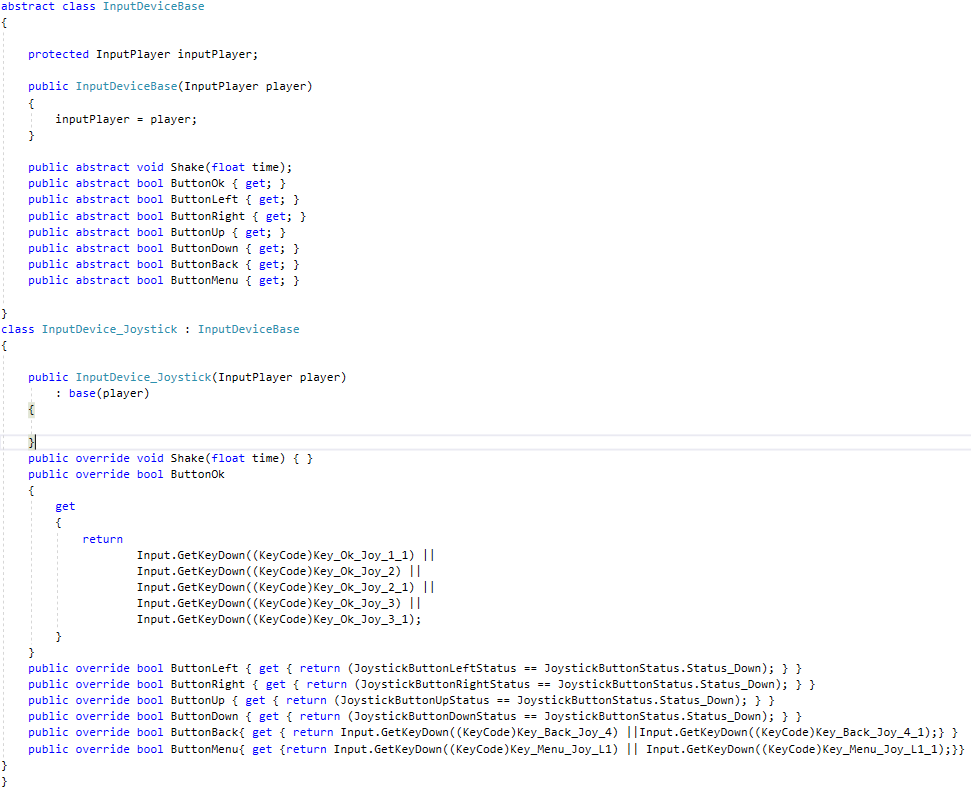 abstract class InputDeviceBase
{
protected InputPlayer inputPlayer;
public InputDeviceBase(InputPlayer player)
{
inputPlayer = player;
}
public abstract void Shake(float time);
public abstract bool ButtonOk { get; }
public abstract bool ButtonLeft { get; }
public abstract bool ButtonRight { get; }
public abstract bool ButtonUp { get; }
public abstract bool ButtonDown { get; }
public abstract bool ButtonBack { get; }
public abstract bool ButtonMenu { get; }
}
class InputDevice_Joystick : InputDeviceBase
{
public InputDevice_Joystick(InputPlayer player)
: base(player)
{
}
public override void Shake(float time) { }
public override bool ButtonOk
{
get
{
return
Input.GetKeyDown((KeyCode)Key_Ok_Joy_1_1) ||
Input.GetKeyDown((KeyCode)Key_Ok_Joy_2) ||
Input.GetKeyDown((KeyCode)Key_Ok_Joy_2_1) ||
Input.GetKeyDown((KeyCode)Key_Ok_Joy_3) ||
Input.GetKeyDown((KeyCode)Key_Ok_Joy_3_1);
}
}
public override bool ButtonLeft { get { return (JoystickButtonLeftStatus == JoystickButtonStatus.Status_Down); } }
public override bool ButtonRight { get { return (JoystickButtonRightStatus == JoystickButtonStatus.Status_Down); } }
public override bool ButtonUp { get { return (JoystickButtonUpStatus == JoystickButtonStatus.Status_Down); } }
public override bool ButtonDown { get { return (JoystickButtonDownStatus == JoystickButtonStatus.Status_Down); } }
public override bool ButtonBack{ get { return Input.GetKeyDown((KeyCode)Key_Back_Joy_4) ||Input.GetKeyDown((KeyCode)Key_Back_Joy_4_1);} }
public override bool ButtonMenu{ get {return Input.GetKeyDown((KeyCode)Key_Menu_Joy_L1) || Input.GetKeyDown((KeyCode)Key_Menu_Joy_L1_1);}}
}
}